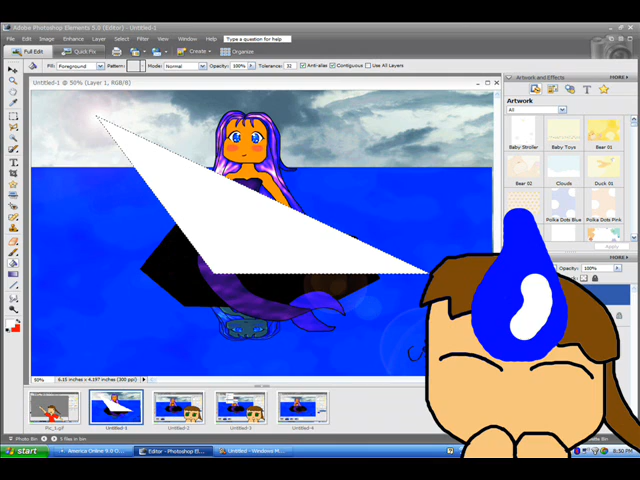 Adobe Photoshop Elements 5.0 (Editor) - Untitled-1
File Edit Image Enhance Layer Select Filter View Window Help Type a question for help
Full Edit Quick Fix Create Organize
Fill: Foreground Pattern: Mode: Normal Opacity: 100% Tolerance: 32 Anti-alias Contiguous Use All Layers
Untitled-1 @ 50% (Layer 1, RGB/8)
Artwork and Effects MORE
Artwork
All
Baby Stroller Baby Toys Bear 01
Bear 02 Clouds Duck 01
Polka Dots Blue Polka Dots Pink
Apply
MORE
Opacity: 100%
50% 6.15 inches x 4.197 inches (300 ppi)
Pic_1.gif Untitled-1 Untitled-2 Untitled-3 Untitled-4
Photo Bin 5 files in bin
start America Online 9.0 O... Editor - Photoshop El... Untitled - Windows M... 8:50 PM